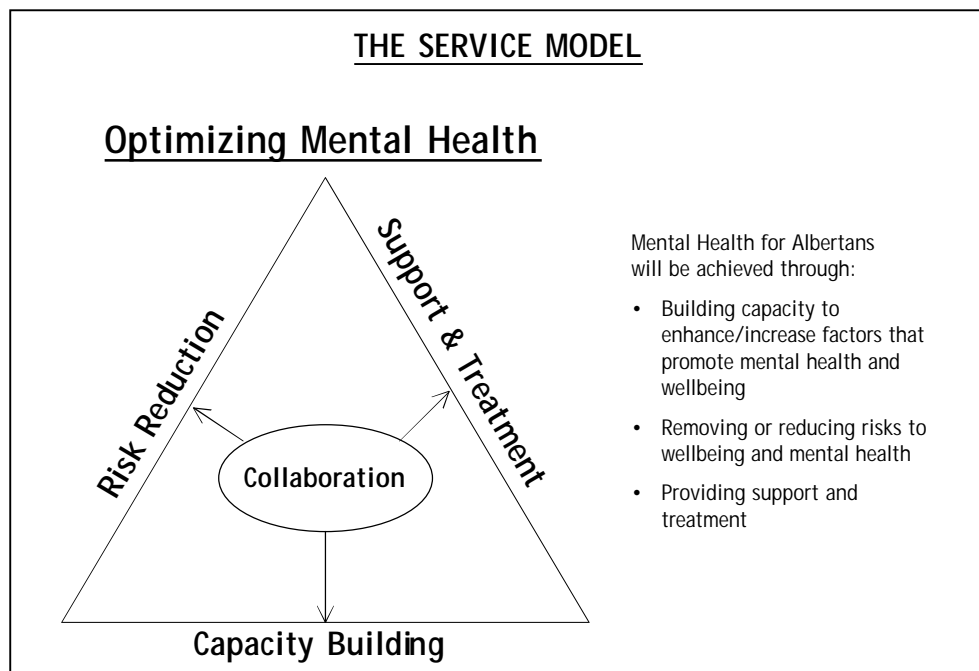 THE SERVICE MODEL
Optimizing Mental Health
Risk Reduction
Support & Treatment
Collaboration
Capacity Building
Mental Health for Albertans
will be achieved through:
• Building capacity to
enhance/increase factors that
promote mental health and
wellbeing
• Removing or reducing risks to
wellbeing and mental health
• Providing support and
treatment